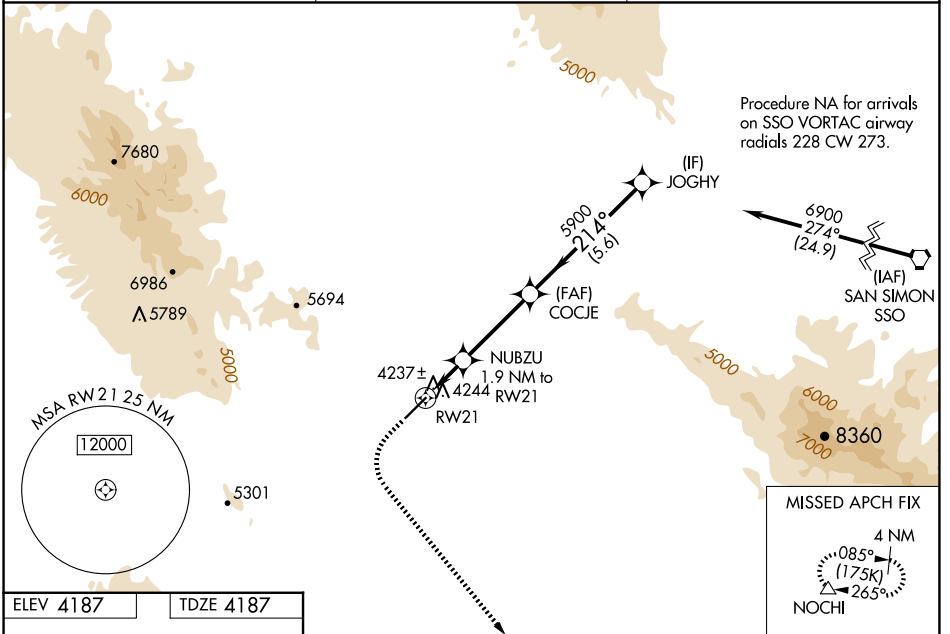 5000
Procedure NA for arrivals
on SSO VORTAC airway
radials 228 CW 273.
7680
6000
(IF)
JOGHY
5900
214°
(5.6)
6900
274°
(24.9)
(IAF)
SAN SIMON
SSO
6986
5789
5694
(FAF)
COCJE
5000
5000
NUBZU
1.9 NM to
RW21
4237±
4244
RW21
6000
7000
8360
MSA RW21 25 NM
12000
5301
MISSED APCH FIX
4 NM
085°
(175K)
265°
NOCHI
ELEV 4187
TDZE 4187